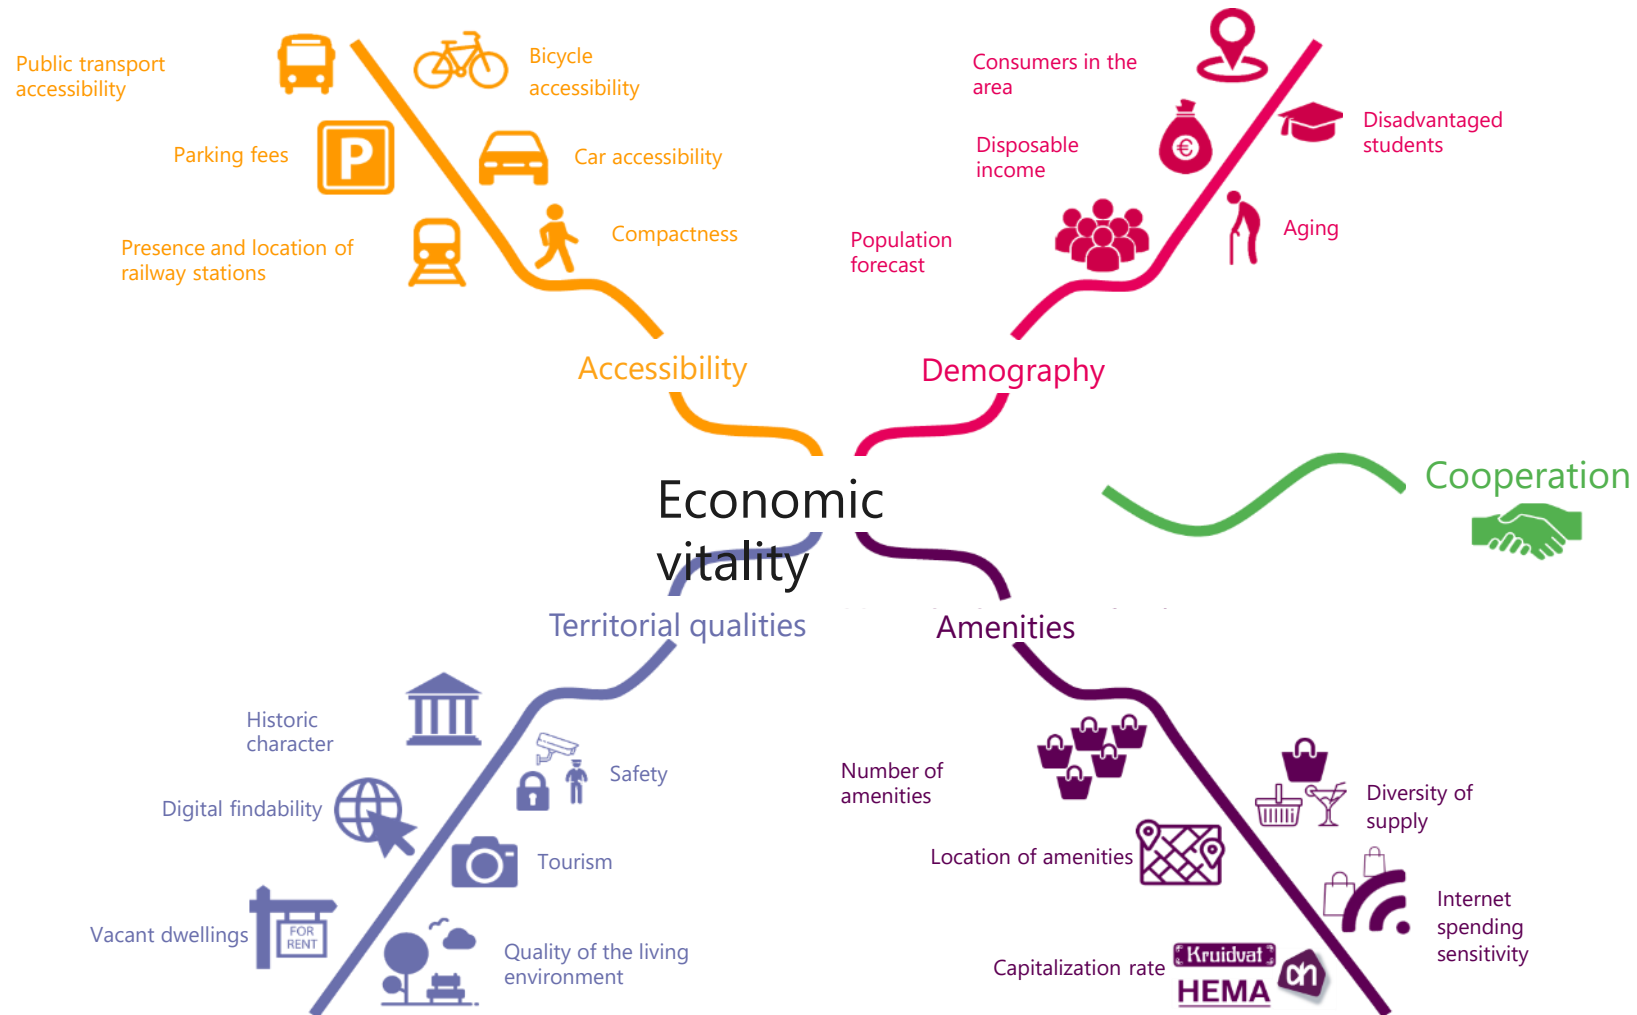 Public transport
accessibility
Bicycle
accessibility
Parking fees
P
Car accessibility
Presence and location of
railway stations
Compactness
Accessibility
Consumers in the
area
Disadvantaged
students
Disposable
income
€
Population
forecast
Aging
Demography
Economic
vitality
Cooperation
Territorial qualities
Historic
character
Safety
Digital findability
Tourism
Vacant dwellings
FOR
RENT
Quality of the living
environment
Amenities
Number of
amenities
Diversity of
supply
Location of amenities
Internet
spending
sensitivity
Capitalization rate
Kruidvat
HEMA
ah